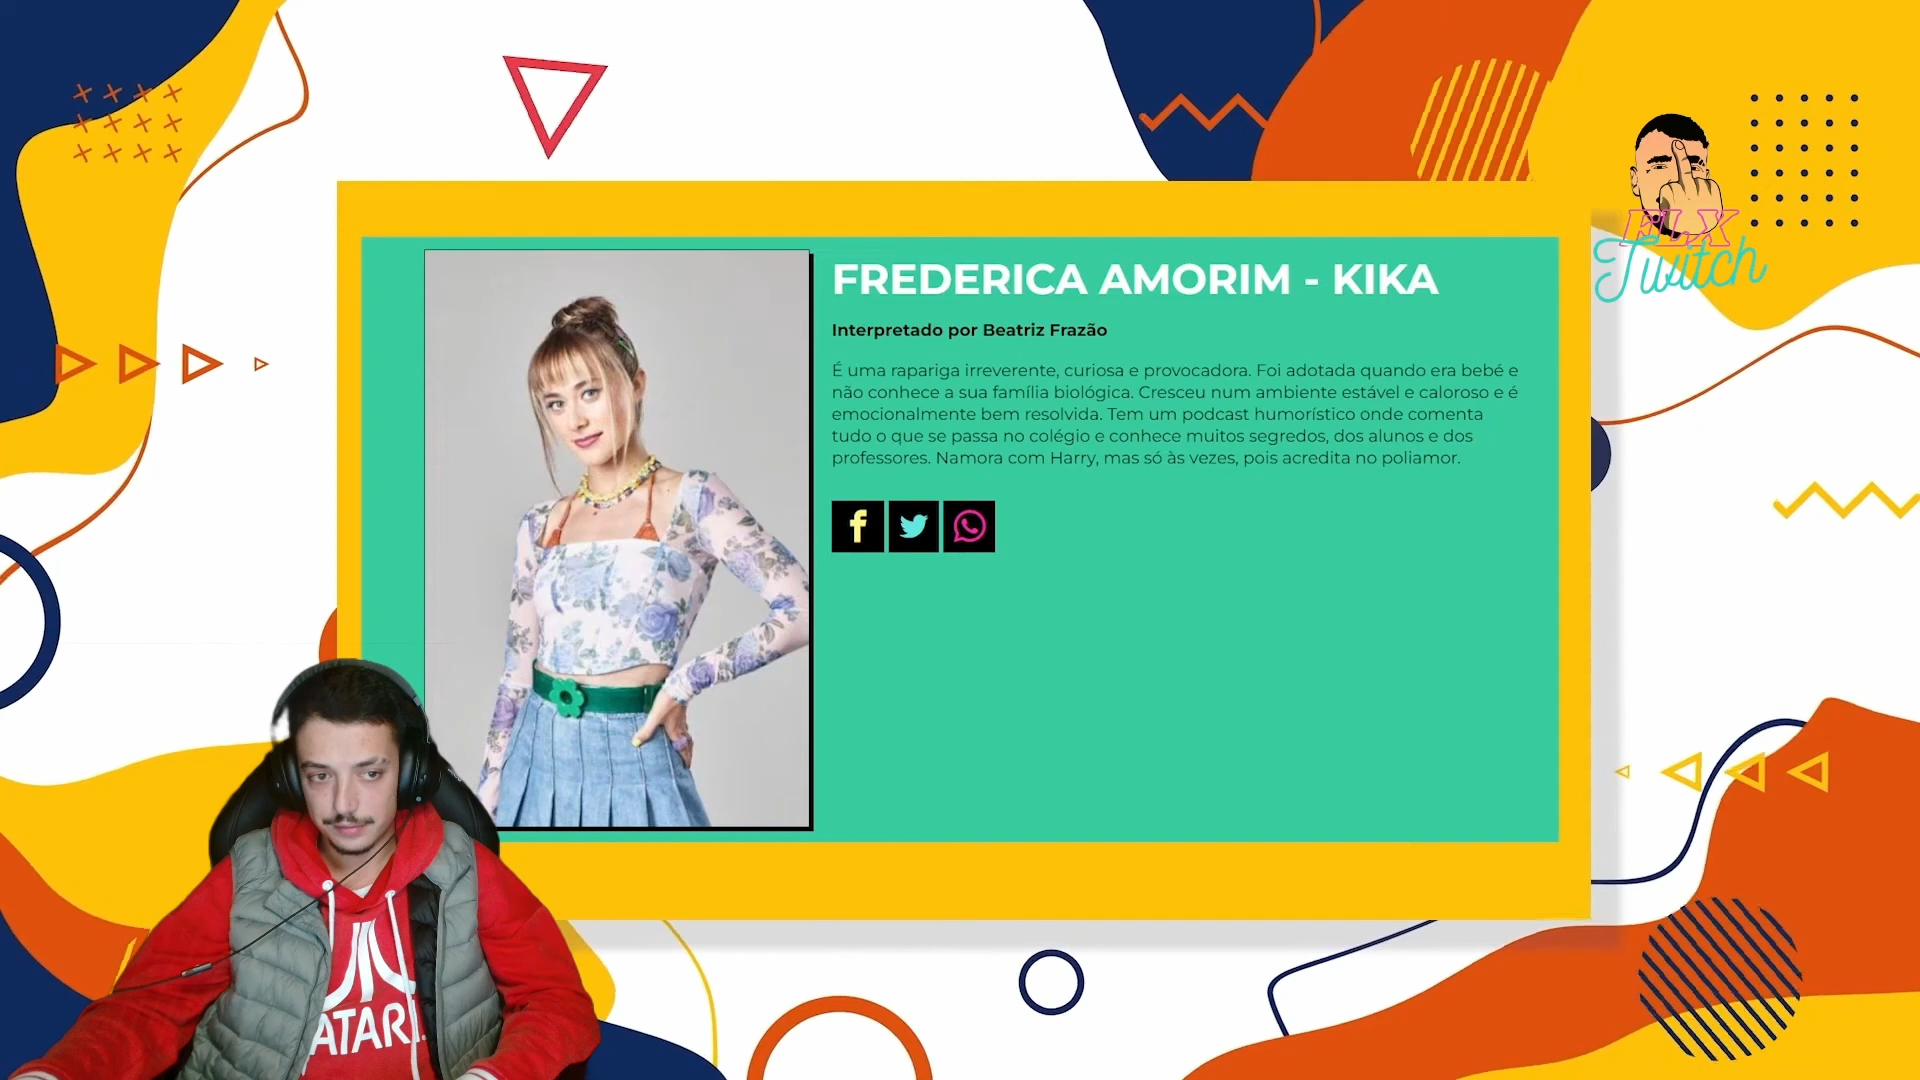 FLX
Twitch
FREDERICA AMORIM - KIKA
Interpretado por Beatriz Frazão
É uma rapariga irreverente, curiosa e provocadora. Foi adotada quando era bebé e
não conhece a sua família biológica. Cresceu num ambiente estável e caloroso e é
emocionalmente bem resolvida. Tem um podcast humorístico onde comenta
tudo o que se passa no colégio e conhece muitos segredos, dos alunos e dos
professores. Namora com Harry, mas só às vezes, pois acredita no poliamor.
ATARI